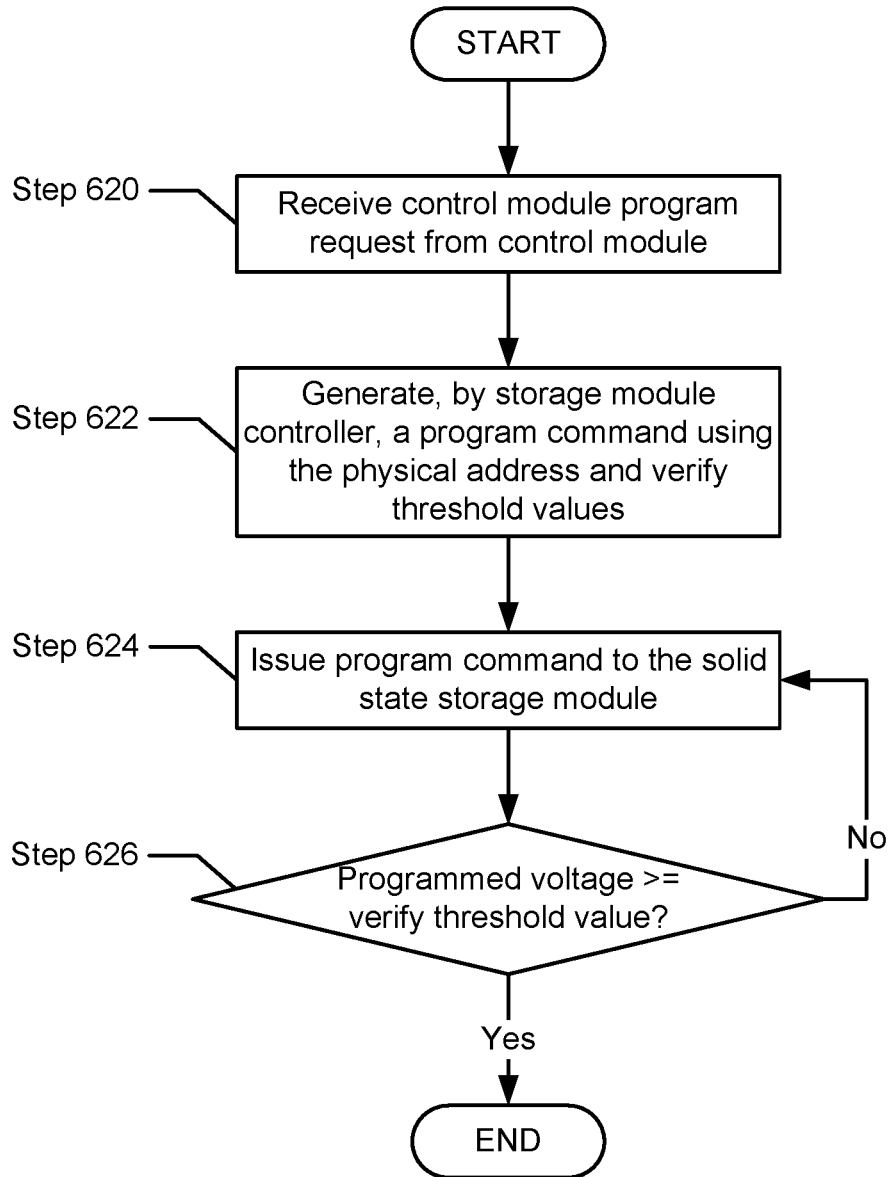 START
Step 620
Receive control module program
request from control module
Step 622
Generate, by storage module
controller, a program command using
the physical address and verify
threshold values
Step 624
Issue program command to the solid
state storage module
Step 626
Programmed voltage >=
verify threshold value?
No
Yes
END